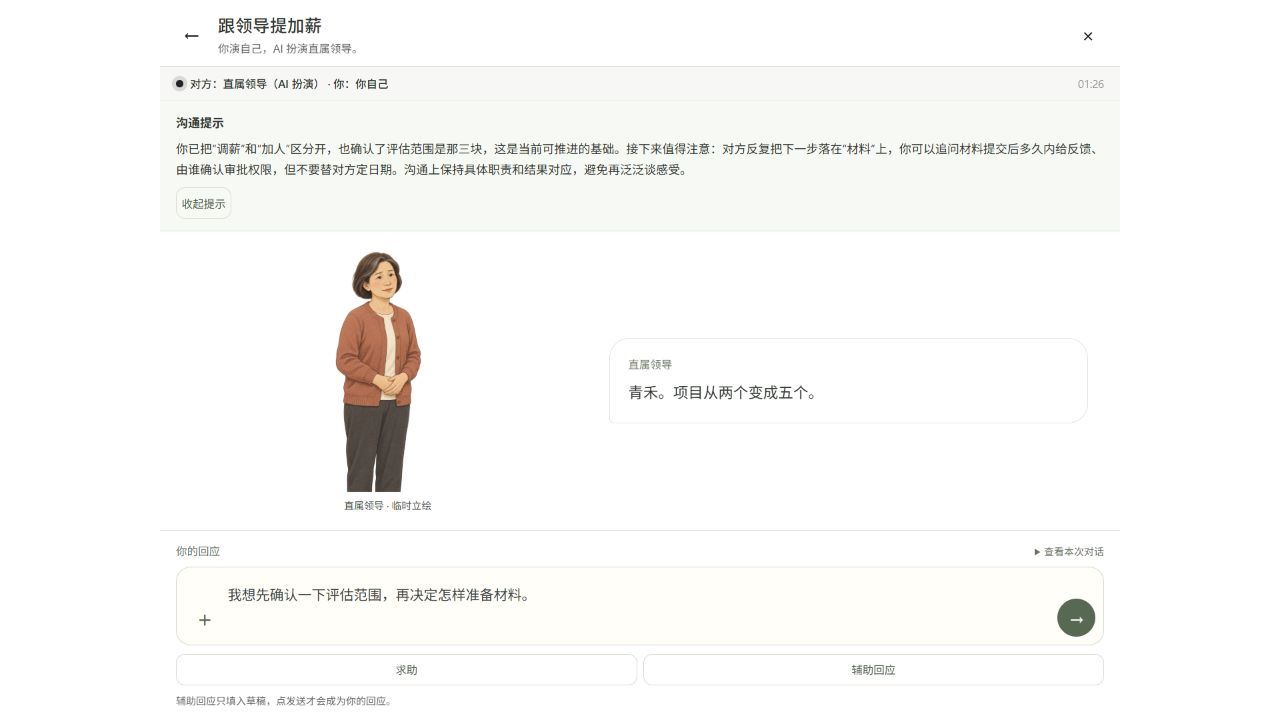 ←
跟领导提加薪
你演自己，AI 扮演直属领导。
×
对方：直属领导（AI 扮演） · 你：你自己
01:26
沟通提示
你已把“调薪”和“加人”区分开，也确认了评估范围是那三块，这是当前可推进的基础。接下来值得注意：对方反复把下一步落在“材料”上，你可以追问材料提交后多久内给反馈、
由谁确认审批权限，但不要替对方定日期。沟通上保持具体职责和结果对应，避免再泛泛谈感受。
收起提示
直属领导
青禾。项目从两个变成五个。
直属领导 · 临时立绘
你的回应
▶ 查看本次对话
我想先确认一下评估范围，再决定怎样准备材料。
+
→
求助
辅助回应
辅助回应只填入草稿，点发送才会成为你的回应。